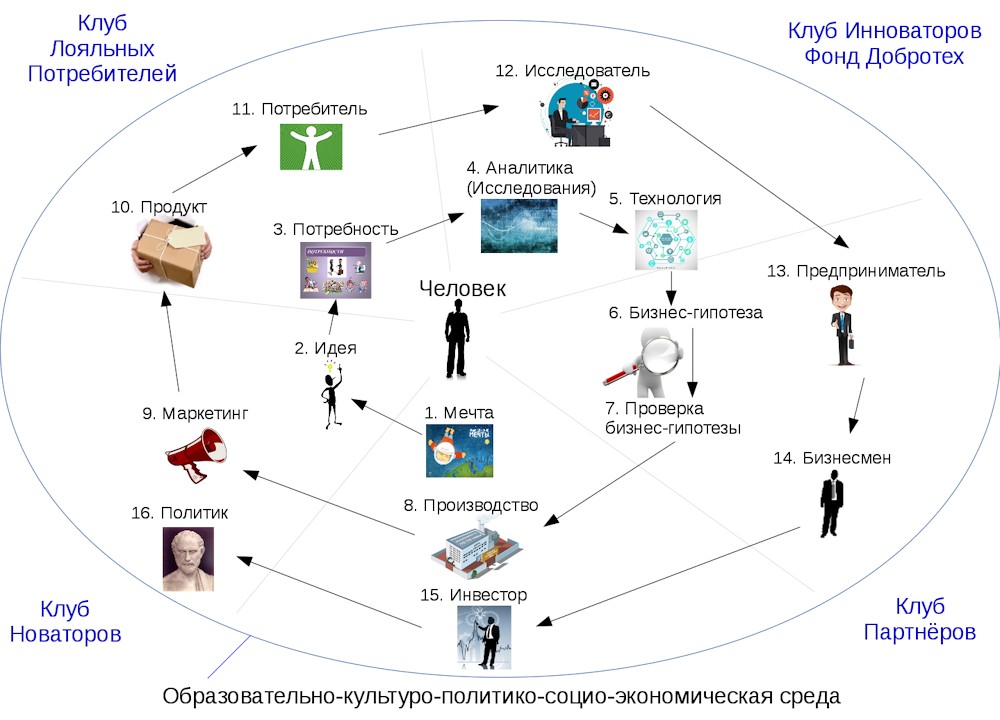 Клуб
Лояльных
Потребителей
Клуб Инноваторов
Фонд Добротех
12. Исследователь
11. Потребитель
4. Аналитика
(Исследования)
5. Технология
10. Продукт
3. Потребность
ПОТРЕБНОСТИ
13. Предприниматель
Человек
6. Бизнес-гипотеза
2. Идея
9. Маркетинг
1. Мечта
7. Проверка
бизнес-гипотезы
14. Бизнесмен
8. Производство
16. Политик
15. Инвестор
Клуб
Новаторов
Клуб
Партнёров
Образовательно-культуро-политико-социо-экономическая среда